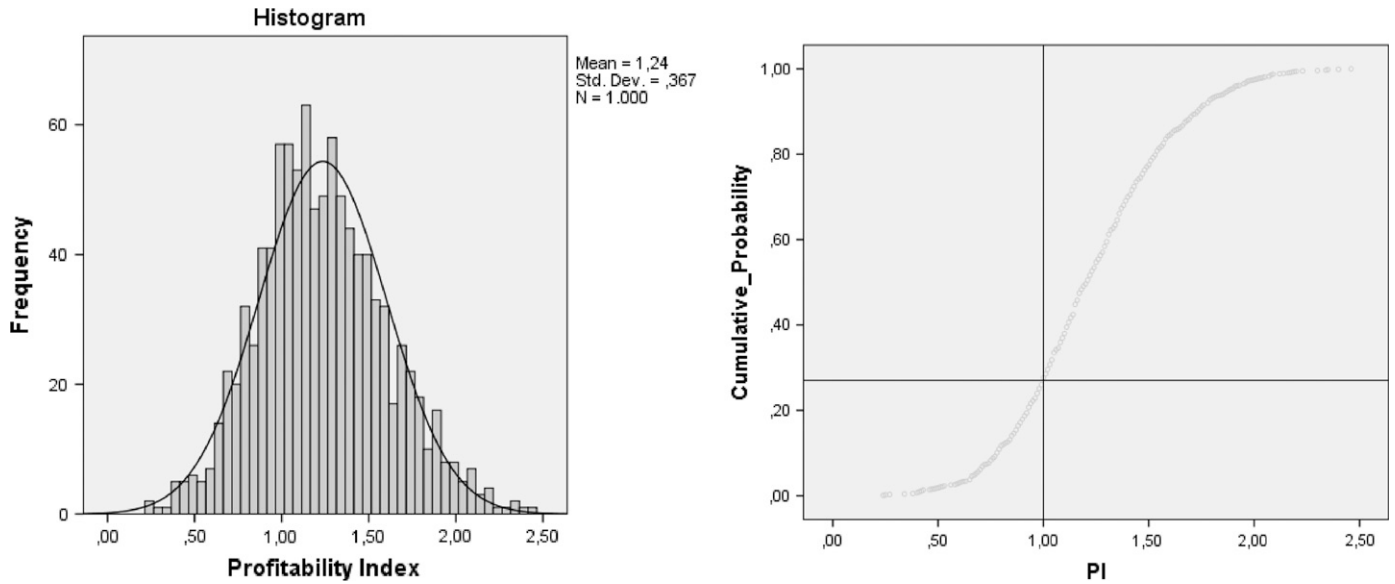 Histogram
Mean = 1,24
Std. Dev. = ,367
N = 1.000
Frequency
60
40
20
0
,00 ,50 1,00 1,50 2,00 2,50
Profitability Index
Cumulative_Probability
1,00
,80
,60
,40
,20
,00
,00 ,50 1,00 1,50 2,00 2,50
PI